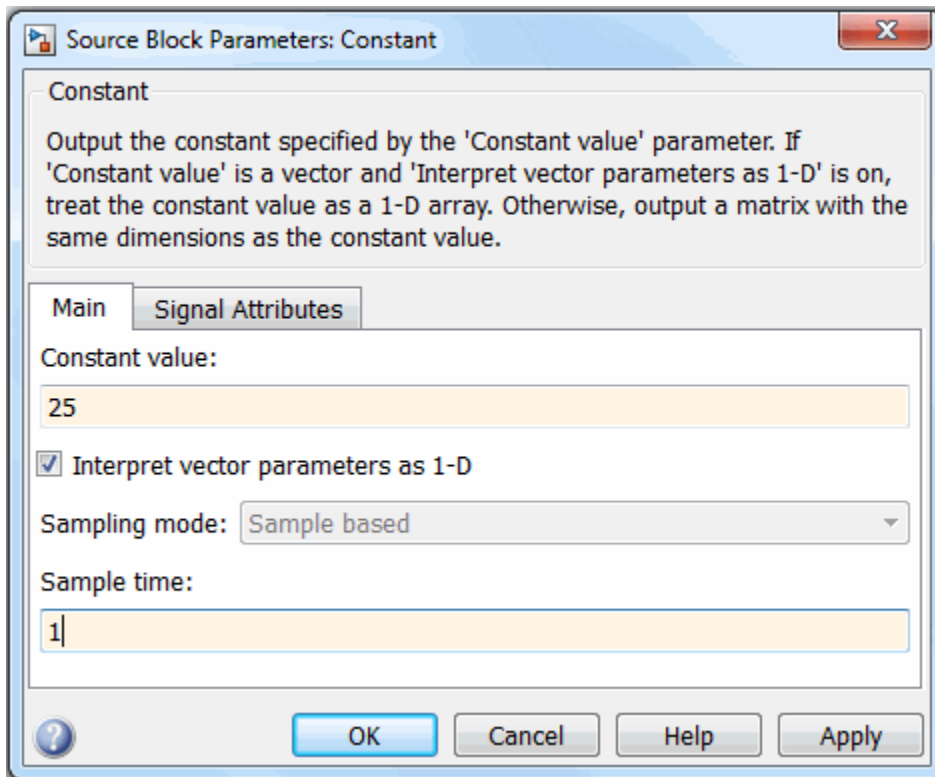 Source Block Parameters: Constant
Constant
Output the constant specified by the 'Constant value' parameter. If
'Constant value' is a vector and 'Interpret vector parameters as 1-D' is on,
treat the constant value as a 1-D array. Otherwise, output a matrix with the
same dimensions as the constant value.
Main Signal Attributes
Constant value:
25
Interpret vector parameters as 1-D
Sampling mode: Sample based
Sample time:
1
OK Cancel Help Apply